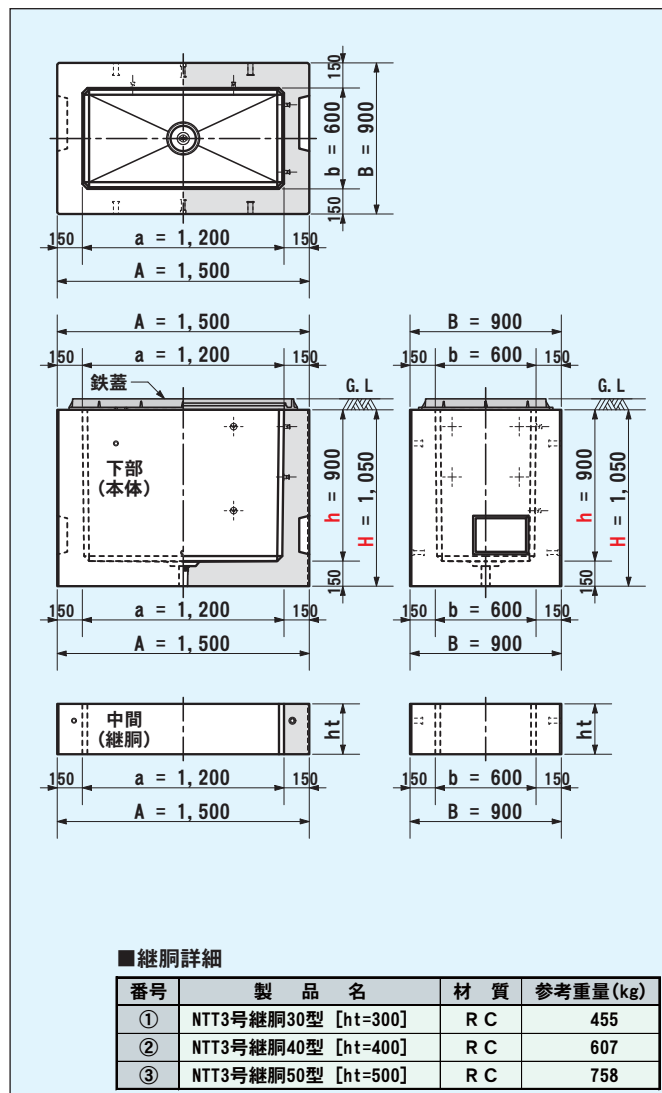 150
b = 600
B = 900
150
150
a = 1,200
150
A = 1,500
A = 1,500
150
a = 1,200
150
鉄蓋
G.L
下部
(本体)
h = 900
H = 1,050
150
150
a = 1,200
150
A = 1,500
B = 900
150
b = 600
150
G.L
h = 900
H = 1,050
150
150
b = 600
150
B = 900
中間
(継胴)
ht
150
a = 1,200
150
A = 1,500
ht
150
b = 600
150
B = 900
■継胴詳細
番号 製品名 材質 参考重量(kg)
① NTT3号継胴30型 [ht=300] RC 455
② NTT3号継胴40型 [ht=400] RC 607
③ NTT3号継胴50型 [ht=500] RC 758